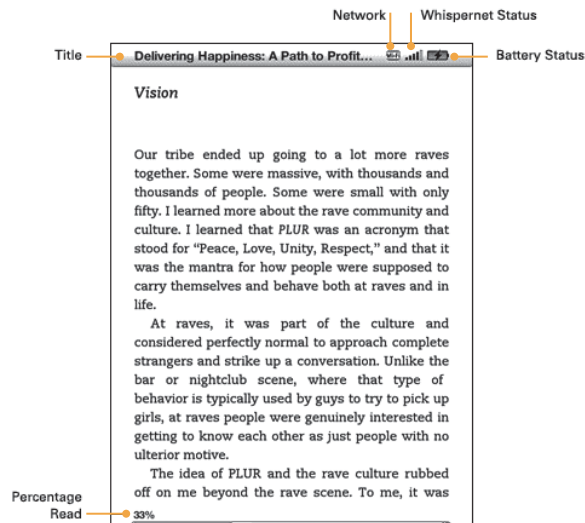 Network
Whispernet Status
Title
Delivering Happiness: A Path to Profit...
Battery Status
Vision
Our tribe ended up going to a lot more raves
together. Some were massive, with thousands and
thousands of people. Some were small with only
fifty. I learned more about the rave community and
culture. I learned that PLUR was an acronym that
stood for “Peace, Love, Unity, Respect,” and that it
was the mantra for how people were supposed to
carry themselves and behave both at raves and in
life.
At raves, it was part of the culture and
considered perfectly normal to approach complete
strangers and strike up a conversation. Unlike the
bar or nightclub scene, where that type of
behavior is typically used by guys to try to pick up
girls, at raves people were genuinely interested in
getting to know each other as just people with no
ulterior motive.
The idea of PLUR and the rave culture rubbed
off on me beyond the rave scene. To me, it was
Percentage
Read
33%